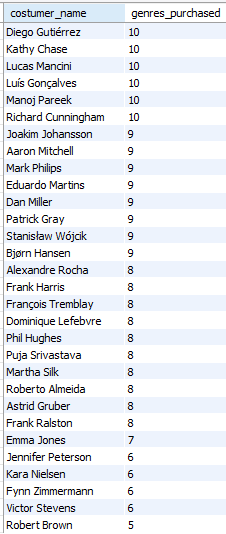 costumer_name genres_purchased
Diego Gutiérrez 10
Kathy Chase 10
Lucas Mancini 10
Luís Gonçalves 10
Manoj Pareek 10
Richard Cunningham 10
Joakim Johansson 9
Aaron Mitchell 9
Mark Philips 9
Eduardo Martins 9
Dan Miller 9
Patrick Gray 9
Stanisław Wójcik 9
Bjørn Hansen 9
Alexandre Rocha 8
Frank Harris 8
François Tremblay 8
Dominique Lefebvre 8
Phil Hughes 8
Puja Srivastava 8
Martha Silk 8
Roberto Almeida 8
Astrid Gruber 8
Frank Ralston 8
Emma Jones 7
Jennifer Peterson 6
Kara Nielsen 6
Fynn Zimmermann 6
Victor Stevens 6
Robert Brown 5